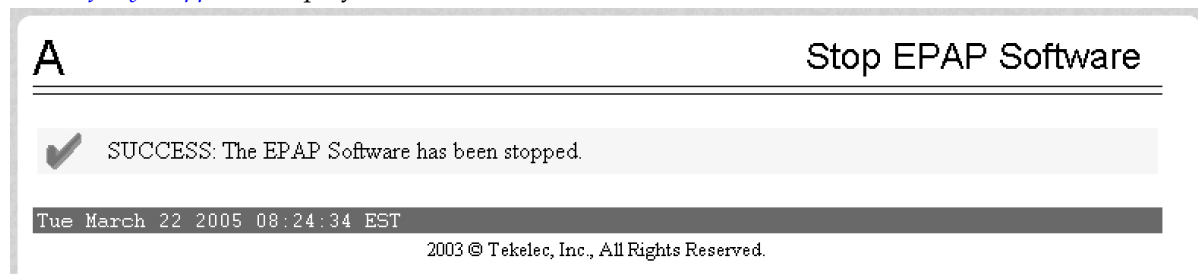 A
Stop EPAP Software
SUCCESS: The EPAP Software has been stopped.
Tue March 22 2005 08:24:34 EST
2003 © Tekelec, Inc., All Rights Reserved.